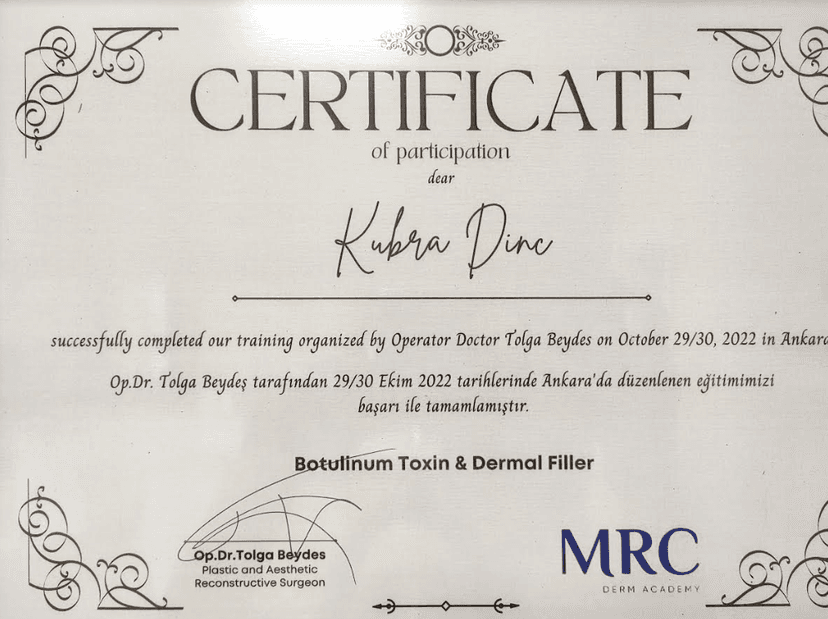 CERTIFICATE
of participation
dear
Kubra Dinc
successfully completed our training organized by Operator Doctor Tolga Beydes on October 29/30, 2022 in Ankara
Op.Dr. Tolga Beydeş tarafından 29/30 Ekim 2022 tarihlerinde Ankara'da düzenlenen eğitimimizi
başarı ile tamamlamıştır.
Botulinum Toxin & Dermal Filler
Op.Dr.Tolga Beydes
Plastic and Aesthetic
Reconstructive Surgeon
MRC
DERM ACADEMY